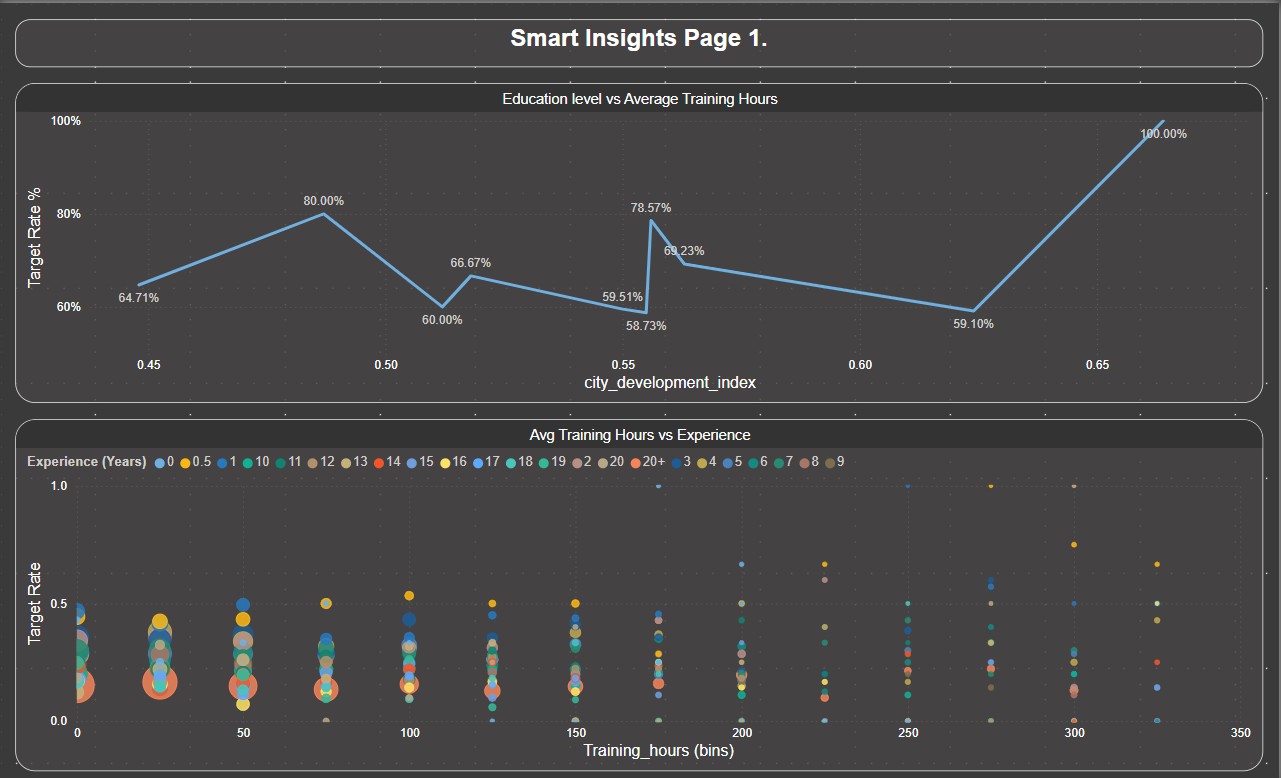 Smart Insights Page 1.
Education level vs Average Training Hours
100%
80%
60%
Target Rate %
64.71%
80.00%
60.00%
66.67%
59.51%
58.73%
78.57%
69.23%
59.10%
100.00%
0.45 0.50 0.55 0.60 0.65
city_development_index
Avg Training Hours vs Experience
Experience (Years) 0 0.5 1 10 11 12 13 14 15 16 17 18 19 2 20 20+ 3 4 5 6 7 8 9
1.0
0.5
0.0
Target Rate
0 50 100 150 200 250 300 350
Training_hours (bins)